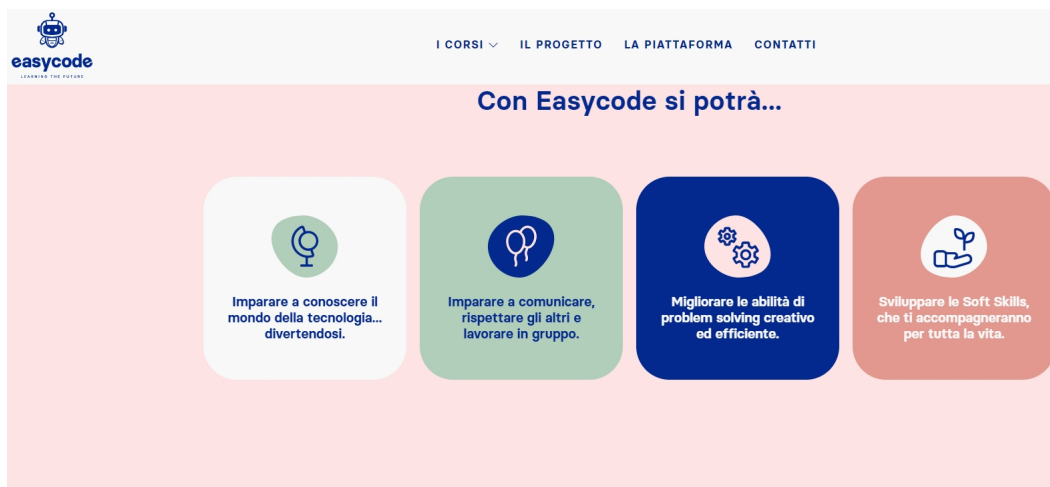 easycode
LEARNING THE FUTURE
I CORSI
IL PROGETTO
LA PIATTAFORMA
CONTATTI
Con Easycode si potrà...
Imparare a conoscere il
mondo della tecnologia...
divertendosi.
Imparare a comunicare,
rispettare gli altri e
lavorare in gruppo.
Migliorare le abilità di
problem solving creativo
ed efficiente.
Sviluppare le Soft Skills,
che ti accompagneranno
per tutta la vita.